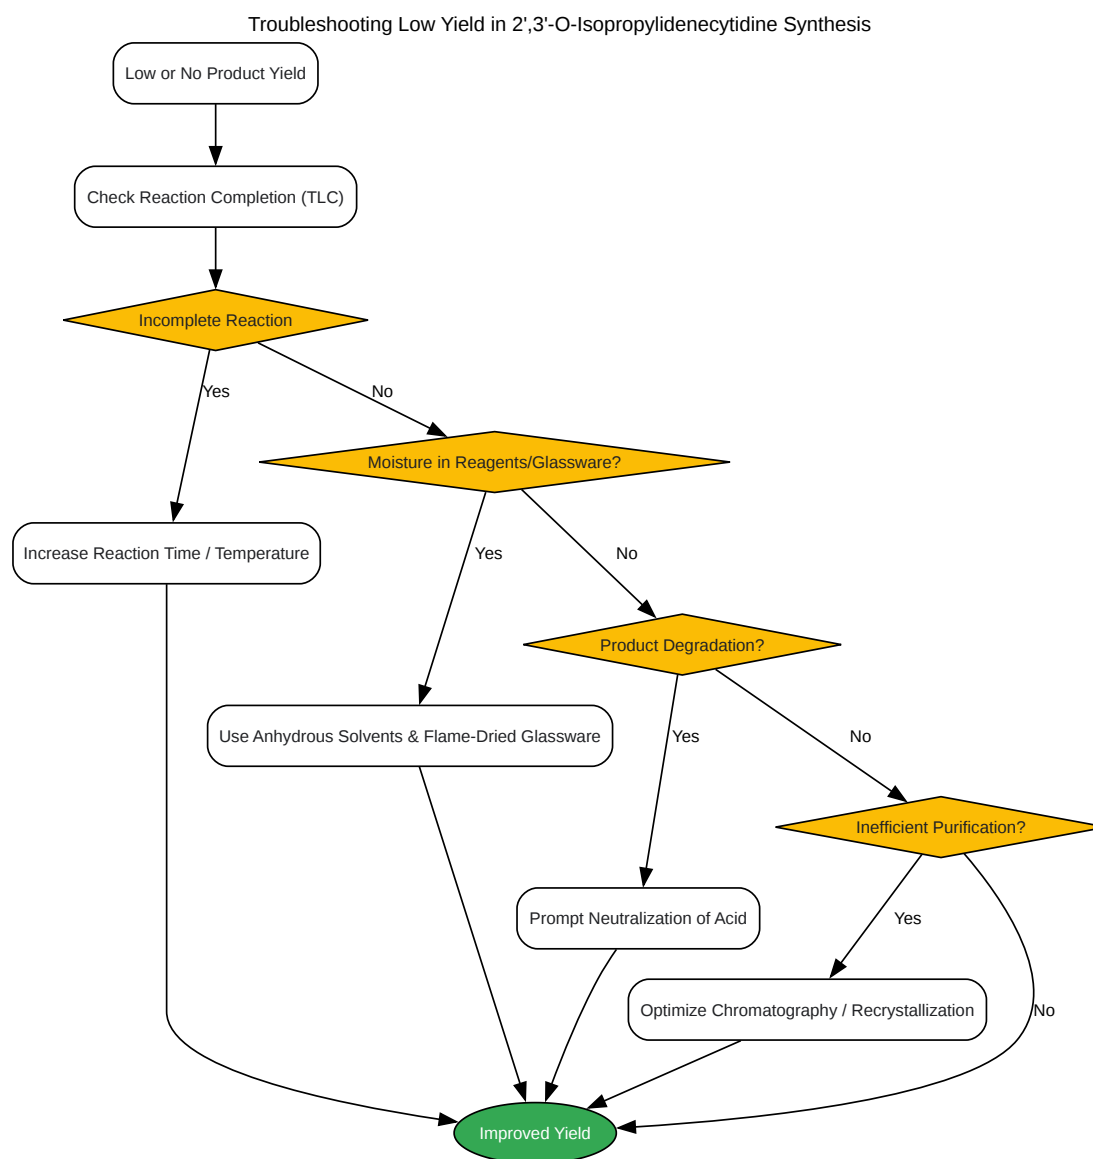 Troubleshooting Low Yield in 2',3'-O-Isopropylidenecytidine Synthesis
Low or No Product Yield
Check Reaction Completion (TLC)
Incomplete Reaction
Yes
No
Moisture in Reagents/Glassware?
Increase Reaction Time / Temperature
Yes
No
Product Degradation?
Use Anhydrous Solvents & Flame-Dried Glassware
Yes
No
Inefficient Purification?
Prompt Neutralization of Acid
Yes
Optimize Chromatography / Recrystallization
No
Improved Yield